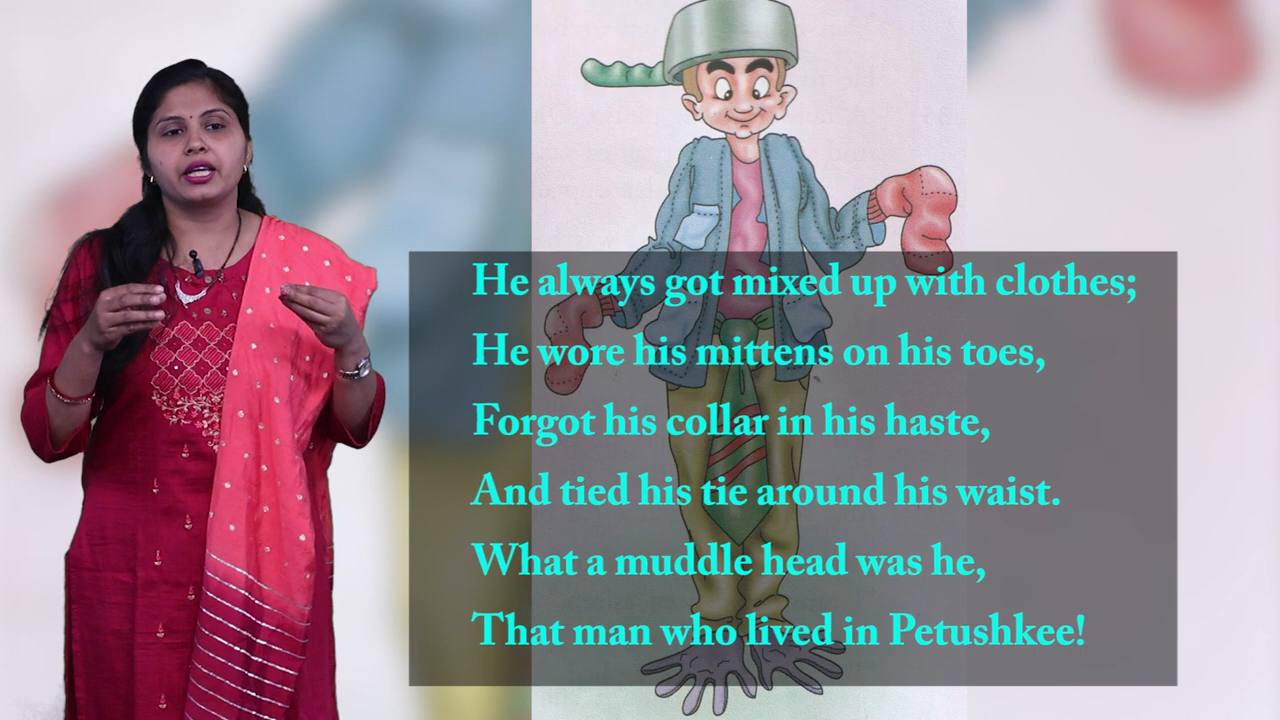 He always got mixed up with clothes;
He wore his mittens on his toes,
Forgot his collar in his haste,
And tied his tie around his waist.
What a muddle head was he,
That man who lived in Petushkee!